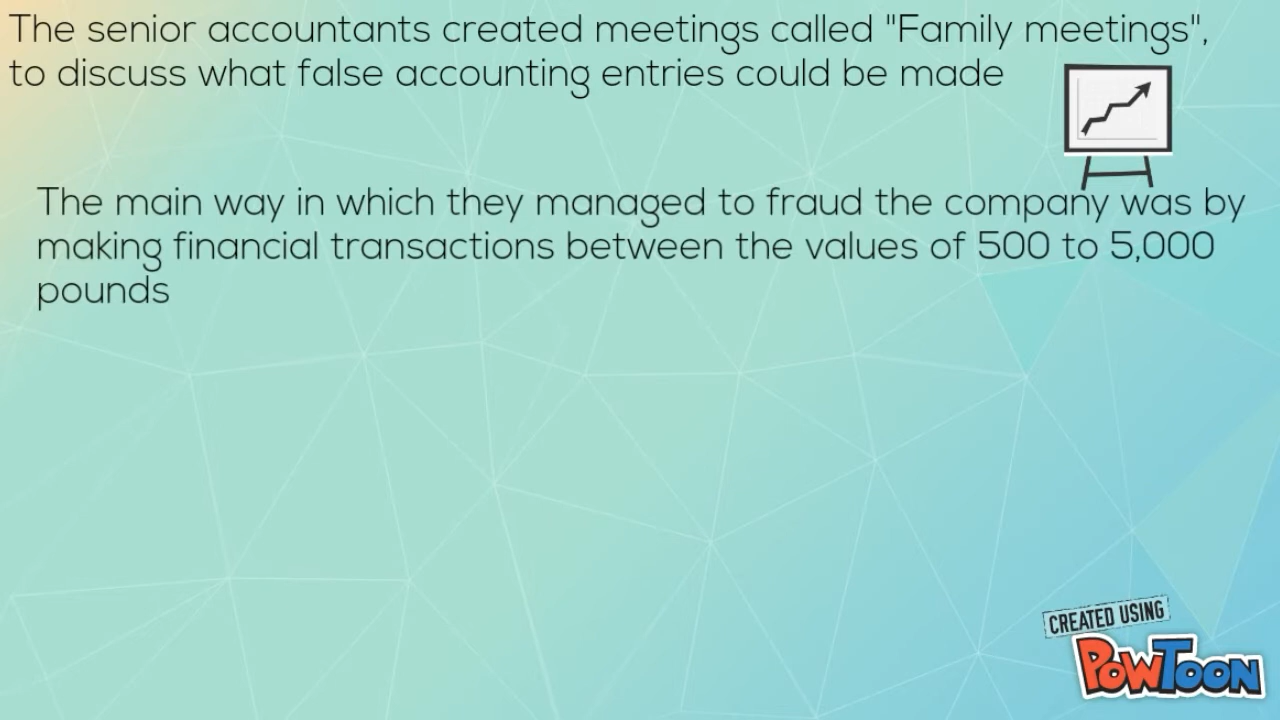 The senior accountants created meetings called "Family meetings",
to discuss what false accounting entries could be made
The main way in which they managed to fraud the company was by
making financial transactions between the values of 500 to 5,000
pounds
CREATED USING
POWTOON